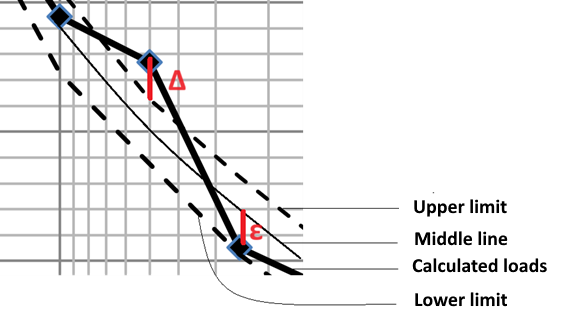 Δ
ε
Upper limit
Middle line
Calculated loads
Lower limit